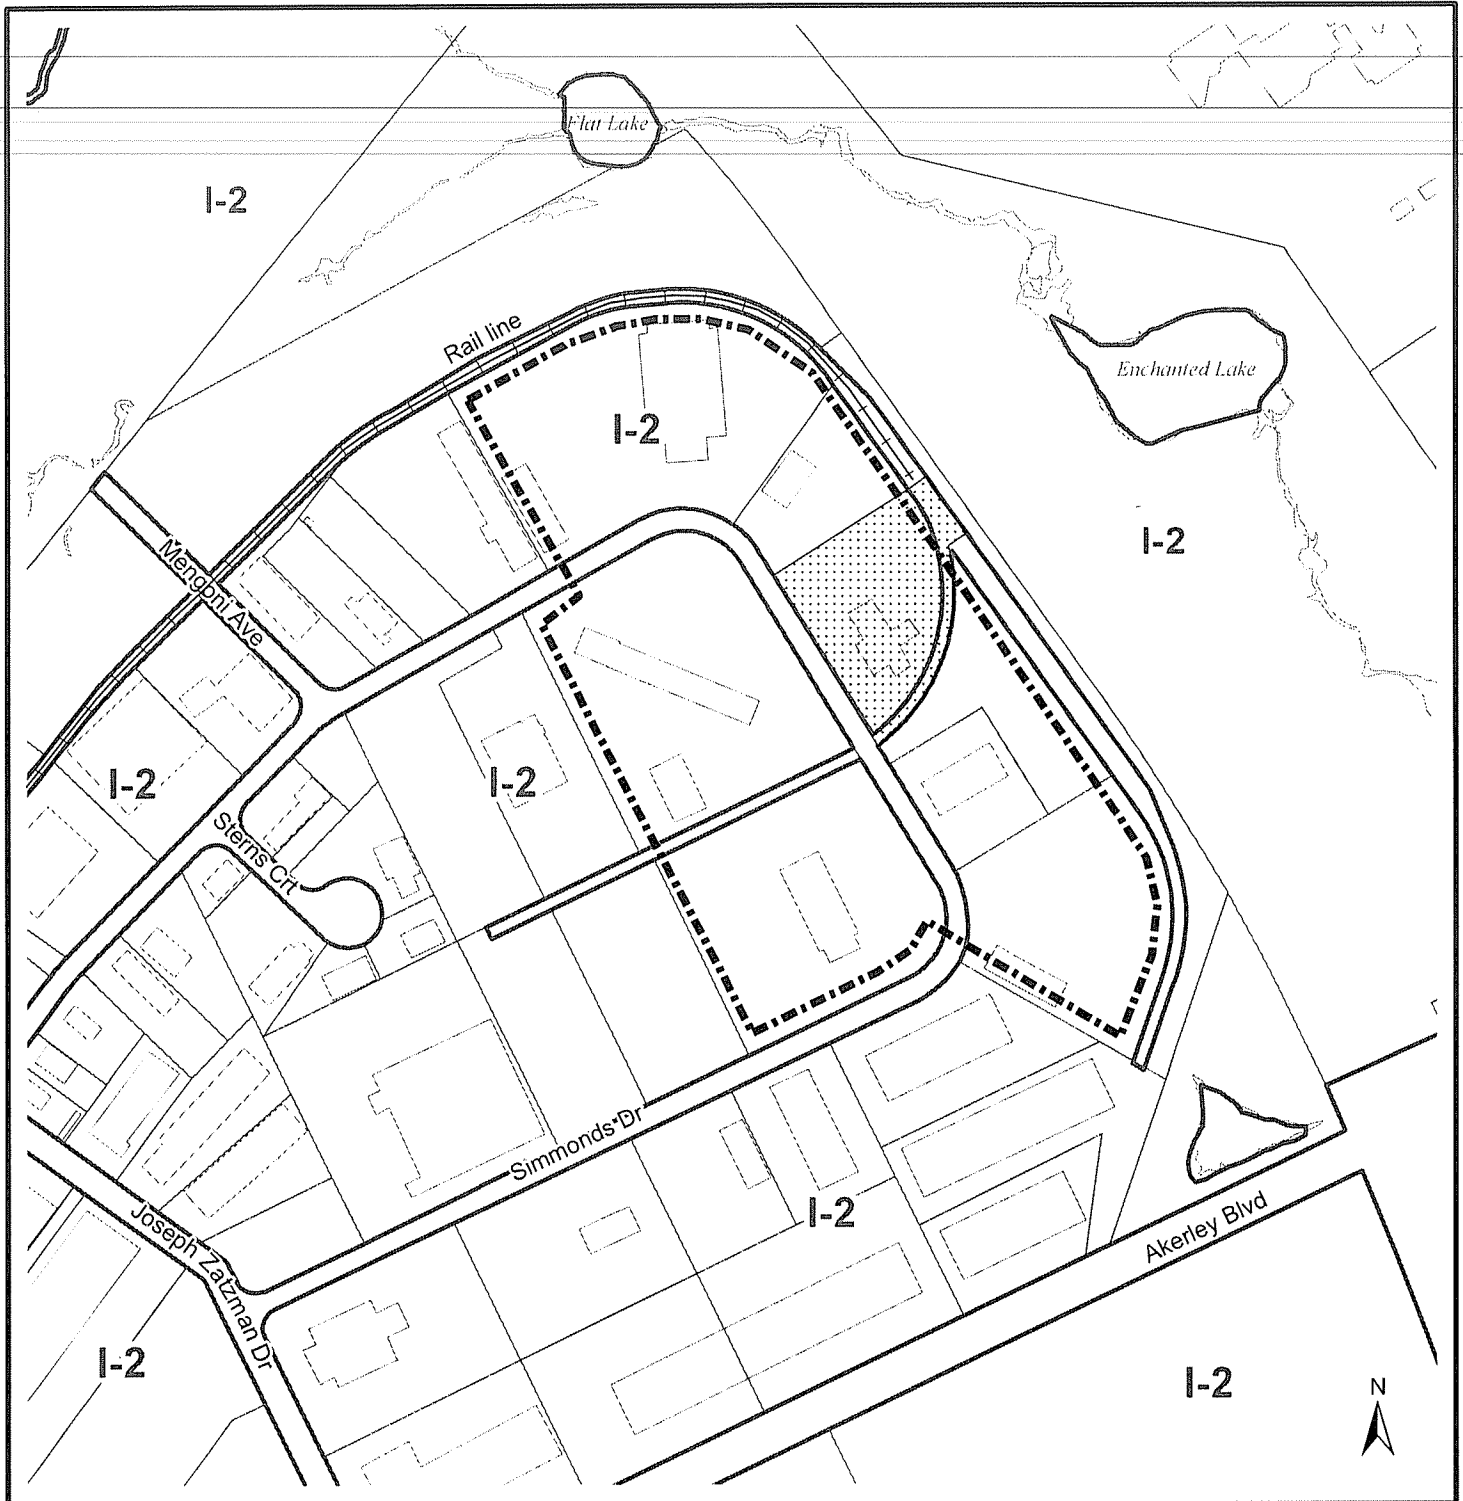 Flat Lake
I-2
Rail line
Enchanted Lake
I-2
I-2
Mengoni Ave
I-2
I-2
Sterns Crt
Simmonds Dr
I-2
Joseph Zatzman Dr
Akerley Blvd
I-2
I-2
N